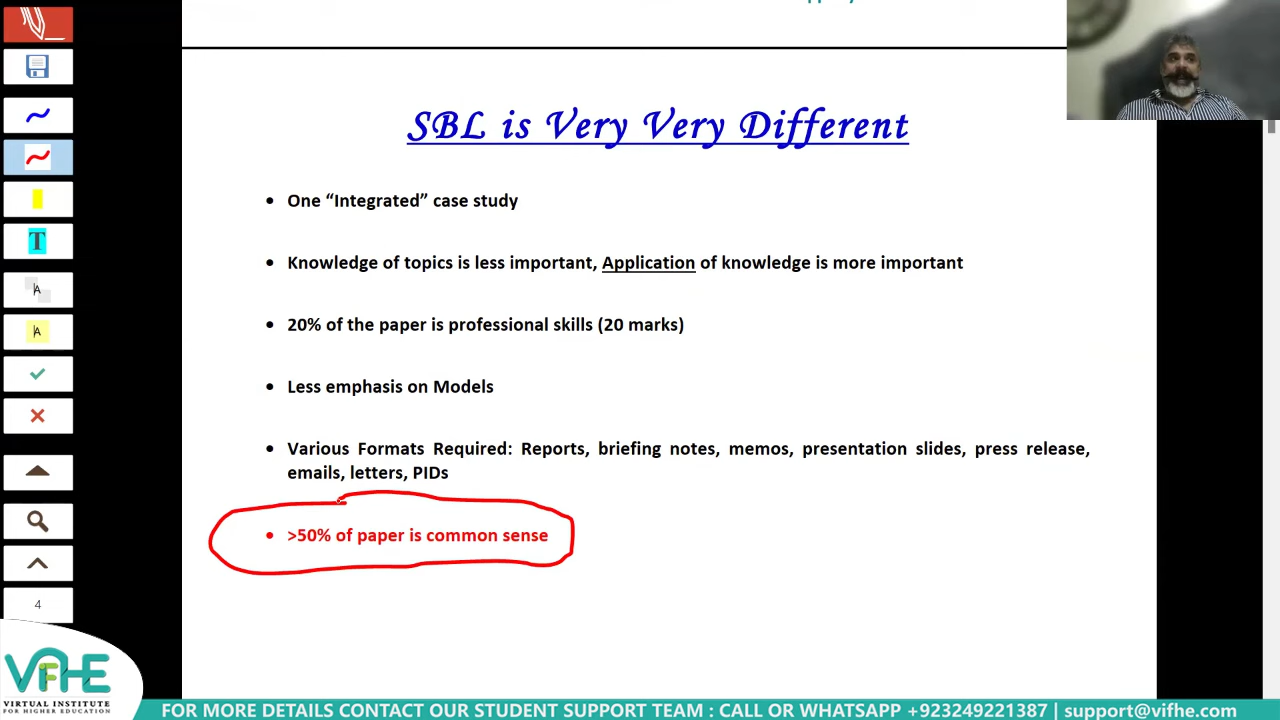 SBL is Very Very Different
• One “Integrated” case study
• Knowledge of topics is less important, Application of knowledge is more important
• 20% of the paper is professional skills (20 marks)
• Less emphasis on Models
• Various Formats Required: Reports, briefing notes, memos, presentation slides, press release,
emails, letters, PIDs
• >50% of paper is common sense
T
A
A
4
VFHE
VIRTUAL INSTITUTE
FOR HIGHER EDUCATION
FOR MORE DETAILS CONTACT OUR STUDENT SUPPORT TEAM : CALL OR WHATSAPP +923249221387 | support@vifhe.com